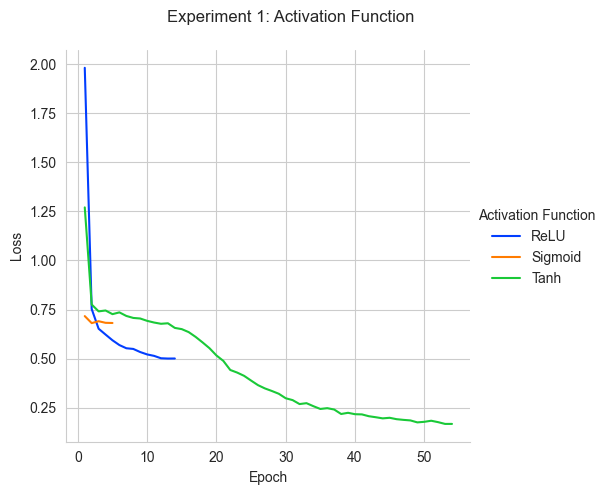 Experiment 1: Activation Function
2.00
1.75
1.50
1.25
1.00
0.75
0.50
0.25
Loss
0
10
20
30
40
50
Epoch
Activation Function
ReLU
Sigmoid
Tanh